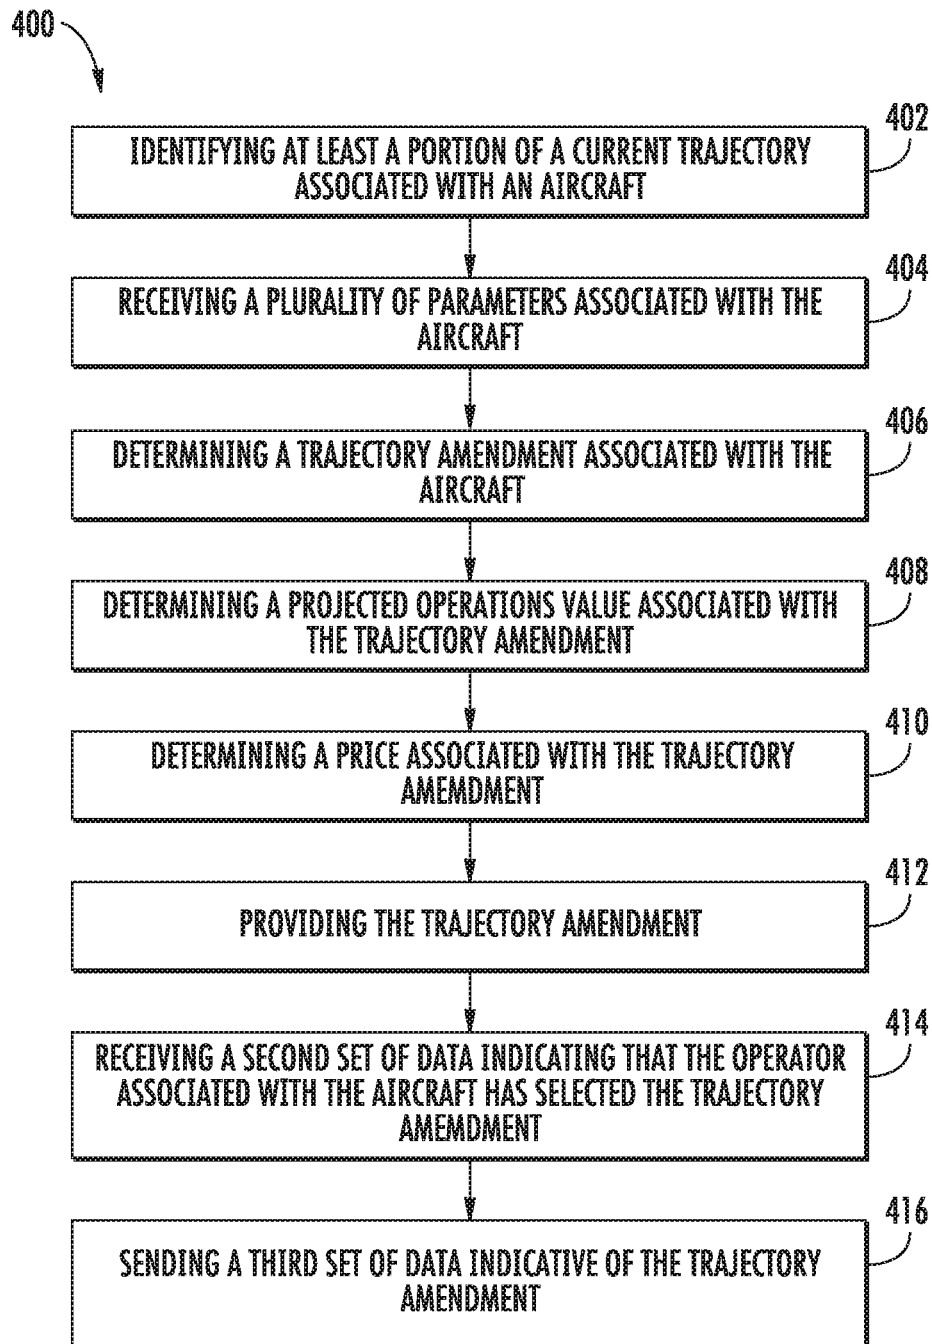 400
402
IDENTIFYING AT LEAST A PORTION OF A CURRENT TRAJECTORY
ASSOCIATED WITH AN AIRCRAFT
404
RECEIVING A PLURALITY OF PARAMETERS ASSOCIATED WITH THE
AIRCRAFT
406
DETERMINING A TRAJECTORY AMENDMENT ASSOCIATED WITH THE
AIRCRAFT
408
DETERMINING A PROJECTED OPERATIONS VALUE ASSOCIATED WITH
THE TRAJECTORY AMENDMENT
410
DETERMINING A PRICE ASSOCIATED WITH THE TRAJECTORY
AMEMDMENT
412
PROVIDING THE TRAJECTORY AMENDMENT
414
RECEIVING A SECOND SET OF DATA INDICATING THAT THE OPERATOR
ASSOCIATED WITH THE AIRCRAFT HAS SELECTED THE TRAJECTORY
AMEMDMENT
416
SENDING A THIRD SET OF DATA INDICATIVE OF THE TRAJECTORY
AMENDMENT